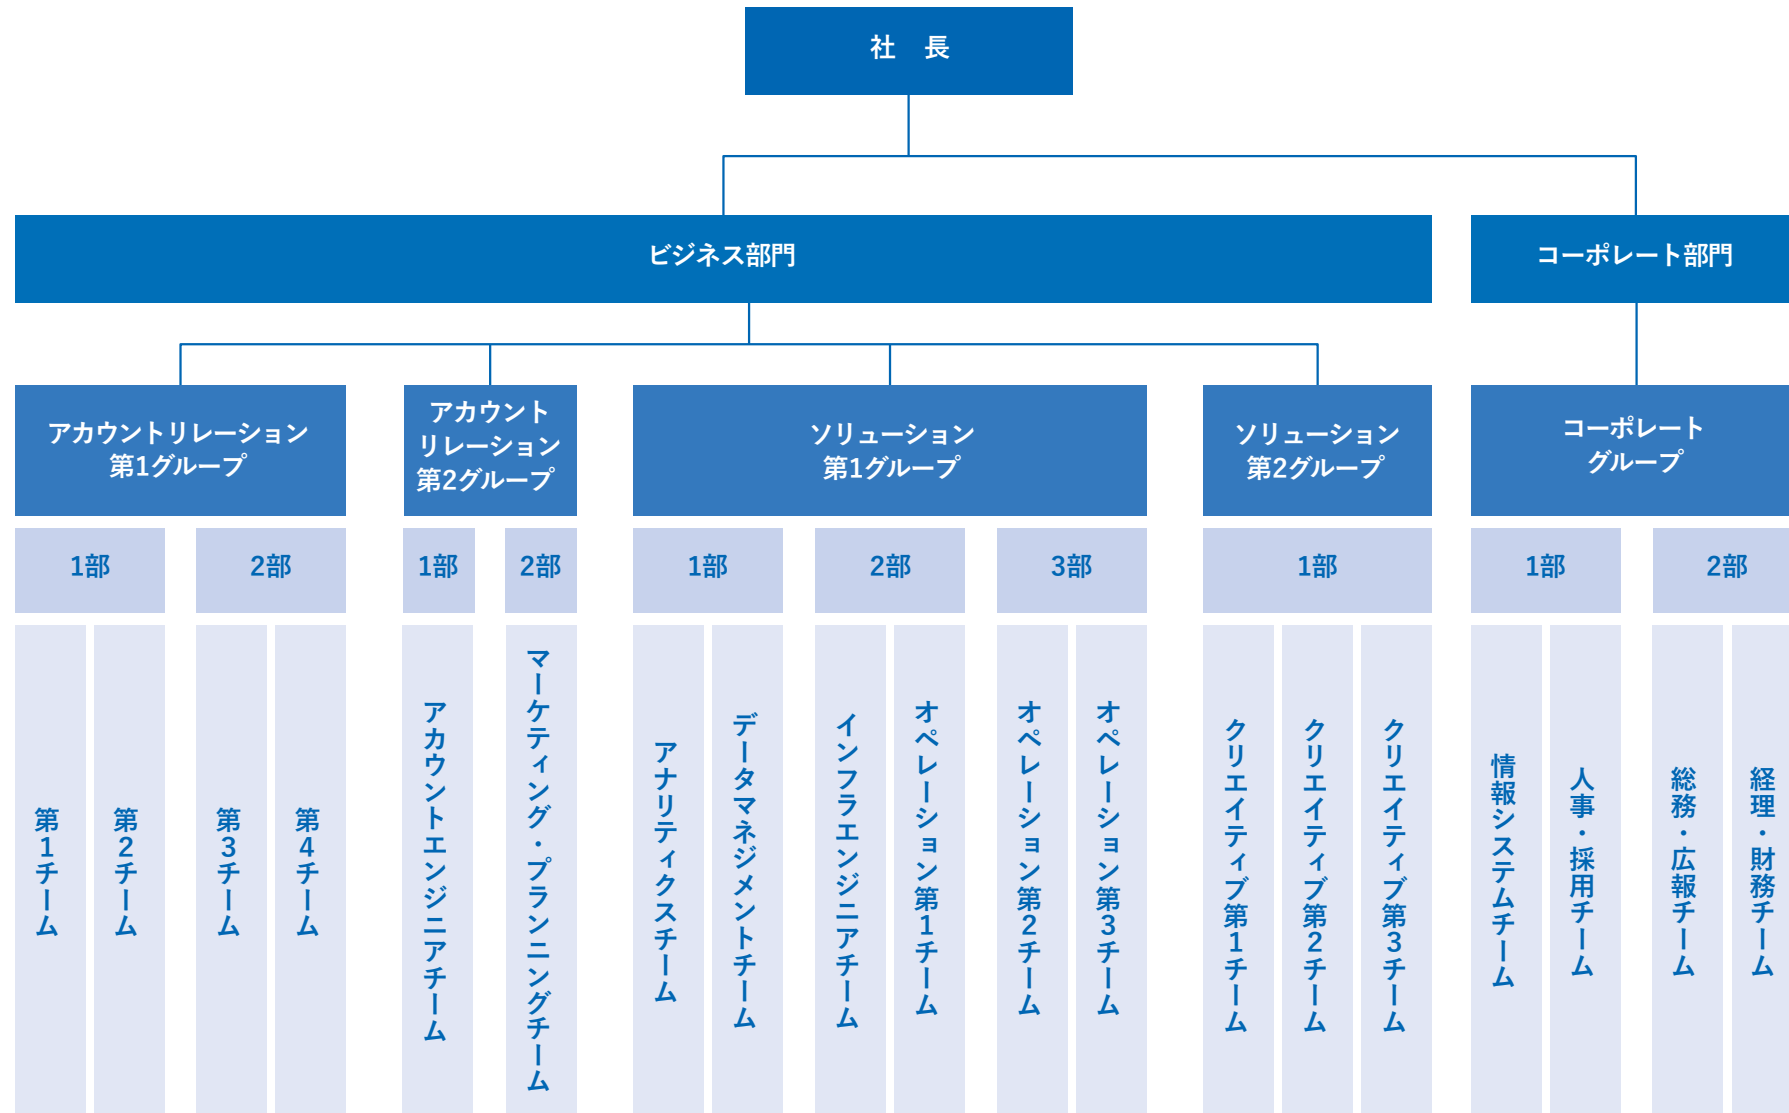 社　長
ビジネス部門
コーポレート部門
アカウントリレーション
第1グループ
アカウント
リレーション
第2グループ
ソリューション
第1グループ
ソリューション
第2グループ
コーポレート
グループ
1部
2部
1部
2部
1部
2部
3部
1部
1部
2部
第1チーム
第2チーム
第3チーム
第4チーム
アカウントエンジニアチーム
マーケティング・プランニングチーム
アナリティクスチーム
データマネジメントチーム
インフラエンジニアチーム
オペレーション第1チーム
オペレーション第2チーム
オペレーション第3チーム
クリエイティブ第1チーム
クリエイティブ第2チーム
クリエイティブ第3チーム
情報システムチーム
人事・採用チーム
総務・広報チーム
経理・財務チーム